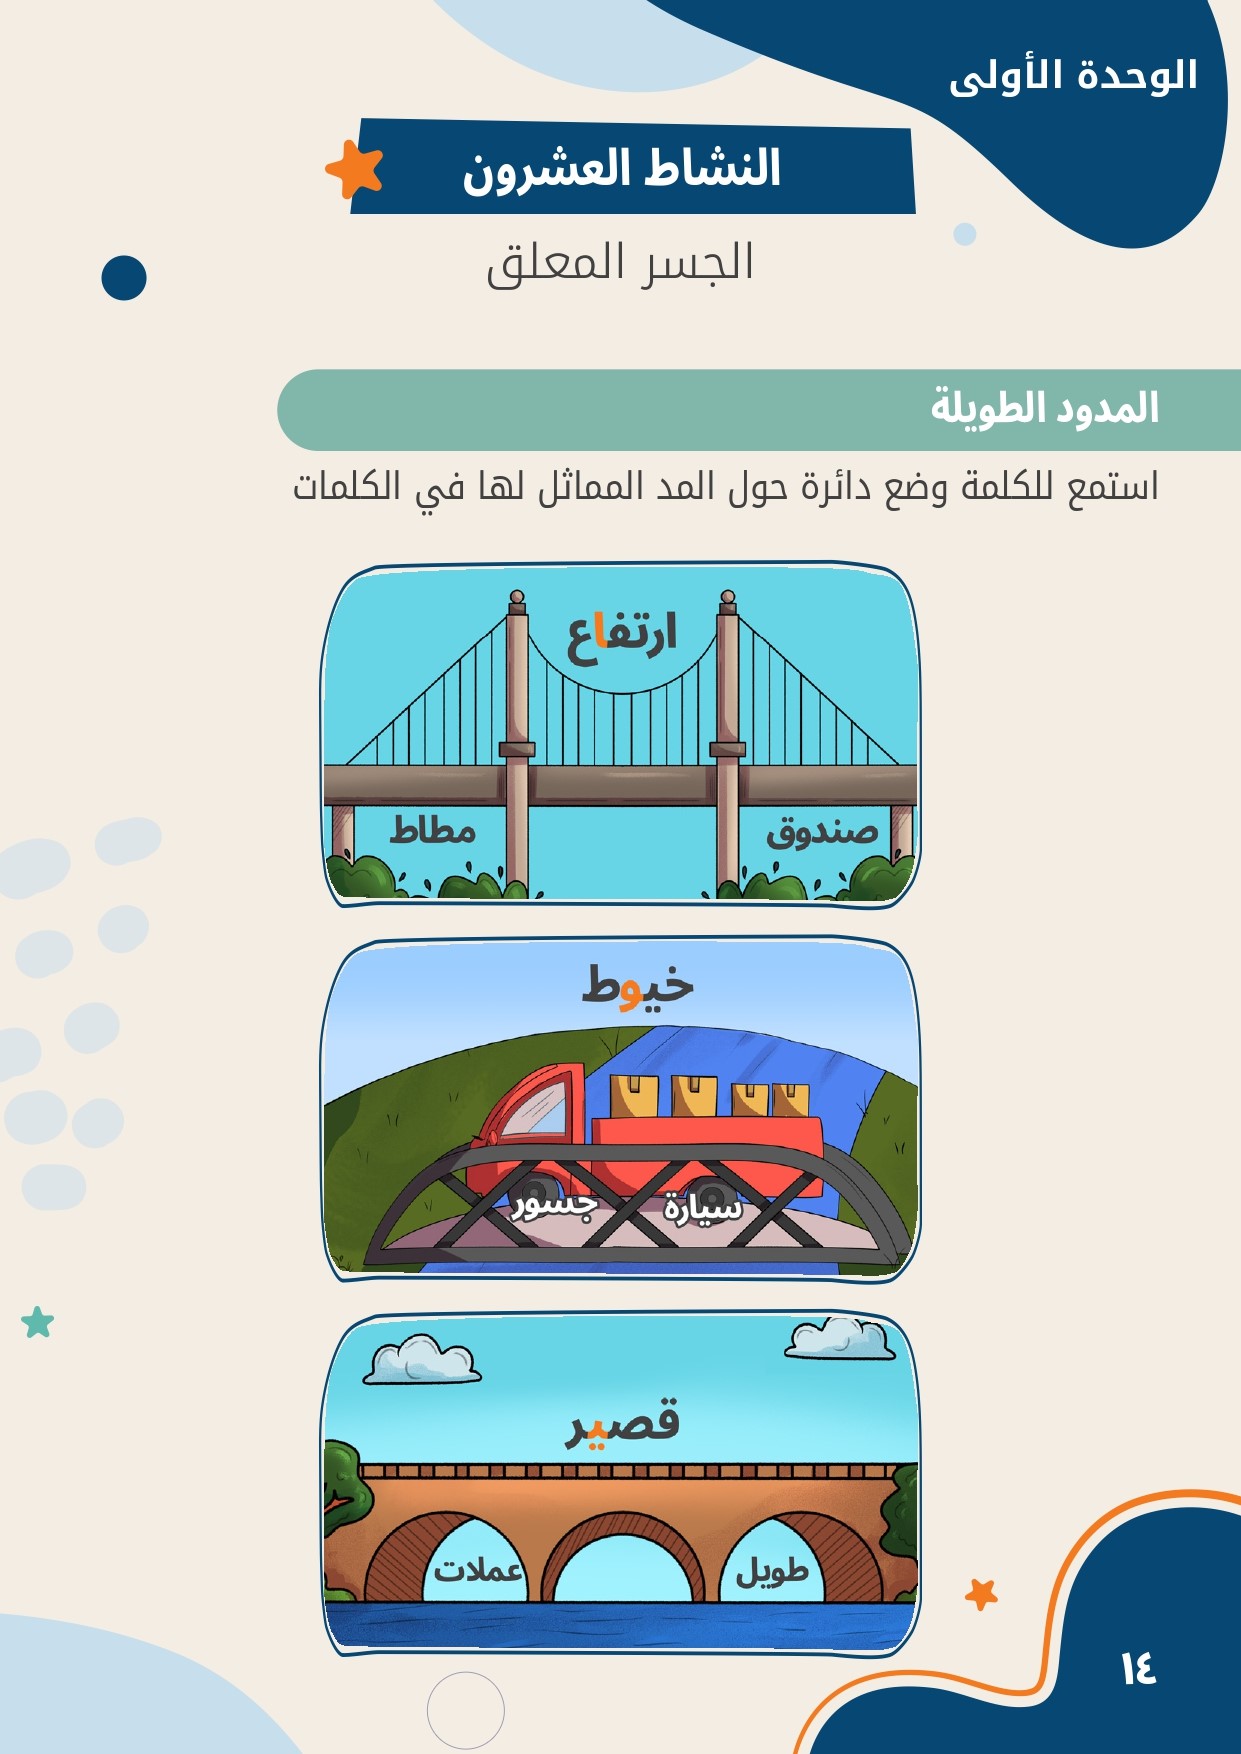 الوحدة الأولى
النشاط العشرون
الجسر المعلق
المدود الطويلة
استمع للكلمة وضع دائرة حول المد المماثل لها في الكلمات
ارتفاع
صندوق مطاط
خيوط
سيارة جسور
قصير
طويل عملات
١٤